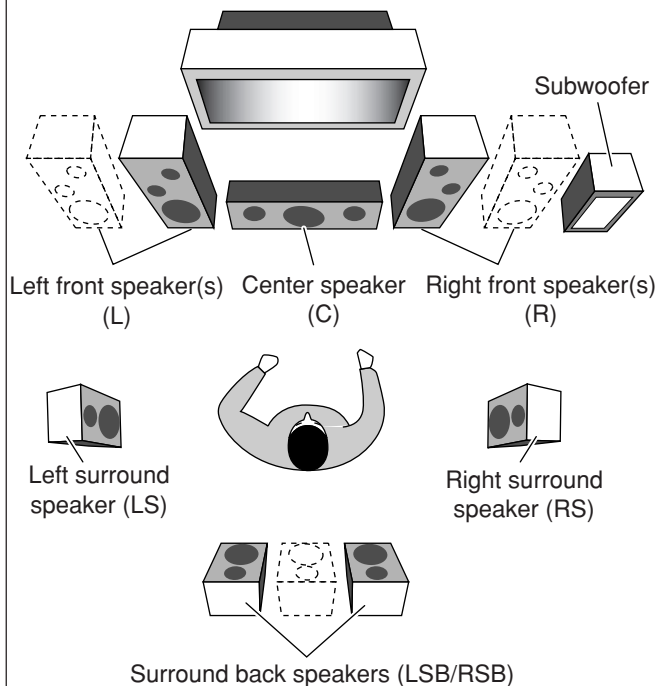 Subwoofer
Left front speaker(s)
(L)
Center speaker
(C)
Right front speaker(s)
(R)
Left surround
speaker (LS)
Right surround
speaker (RS)
Surround back speakers (LSB/RSB)